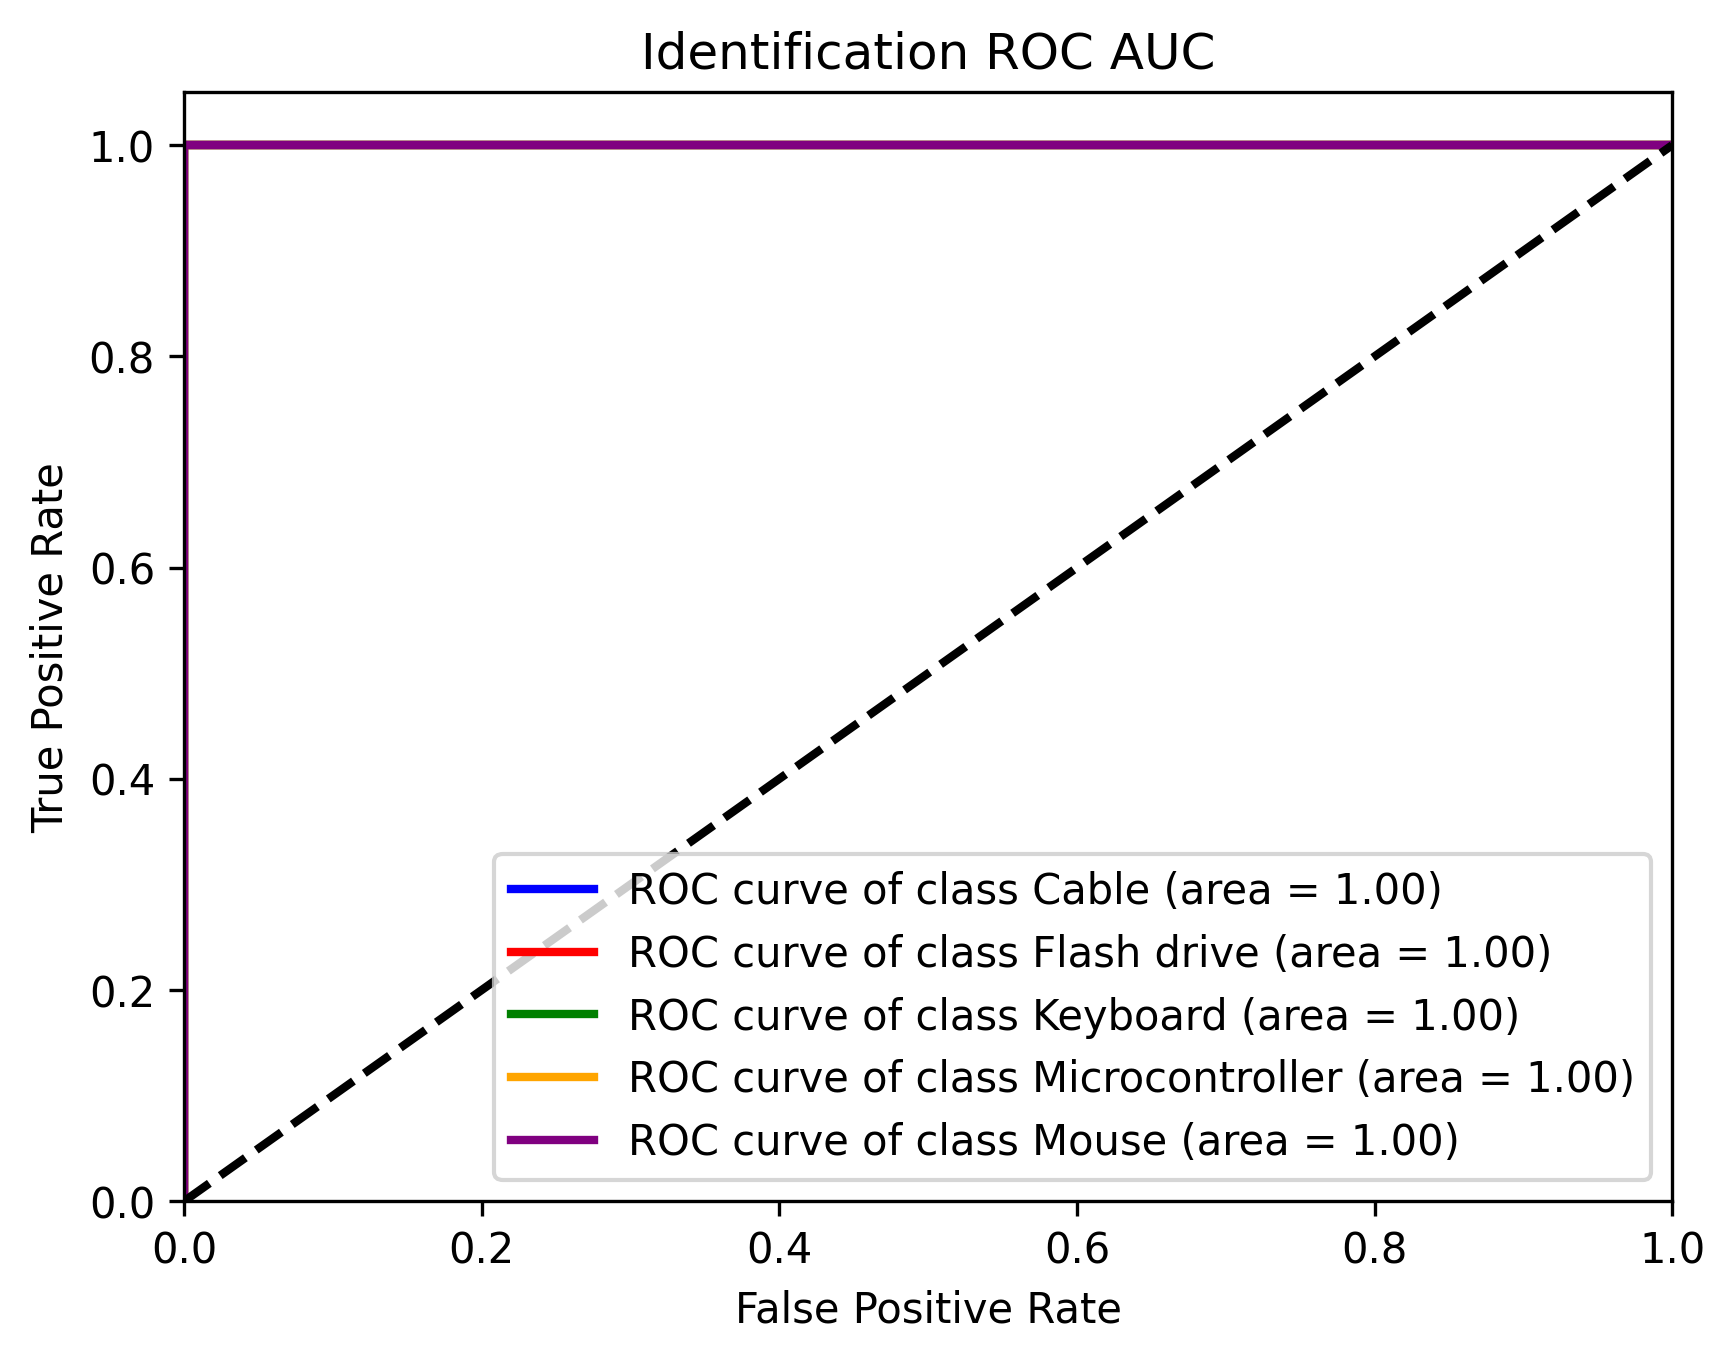 Identification ROC AUC
True Positive Rate
1.0
0.8
0.6
0.4
0.2
0.0
ROC curve of class Cable (area = 1.00)
ROC curve of class Flash drive (area = 1.00)
ROC curve of class Keyboard (area = 1.00)
ROC curve of class Microcontroller (area = 1.00)
ROC curve of class Mouse (area = 1.00)
0.0 0.2 0.4 0.6 0.8 1.0
False Positive Rate